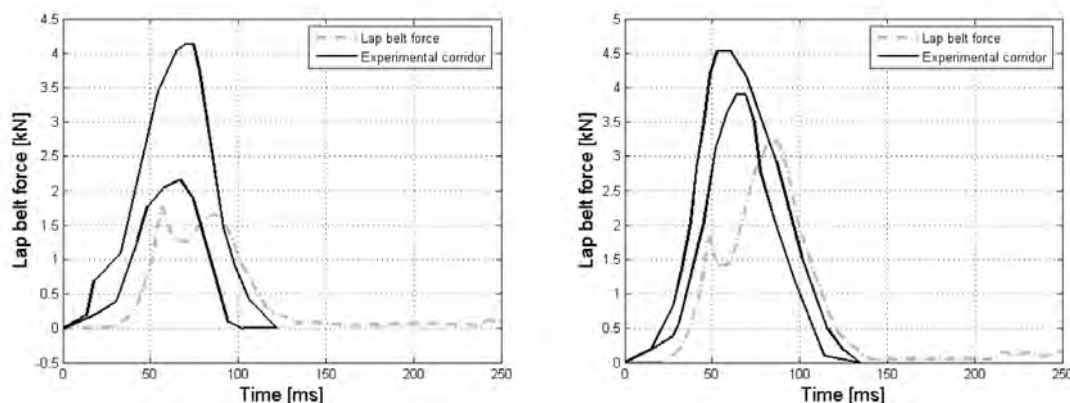 4.5
4
3.5
3
2.5
2
1.5
1
0.5
0
-0.5
Lap belt force [kN]
Lap belt force
Experimental corridor
0 50 100 150 200 250
Time [ms]
5
4.5
4
3.5
3
2.5
2
1.5
1
0.5
0
Lap belt force [kN]
Lap belt force
Experimental corridor
0 50 100 150 200 250
Time [ms]